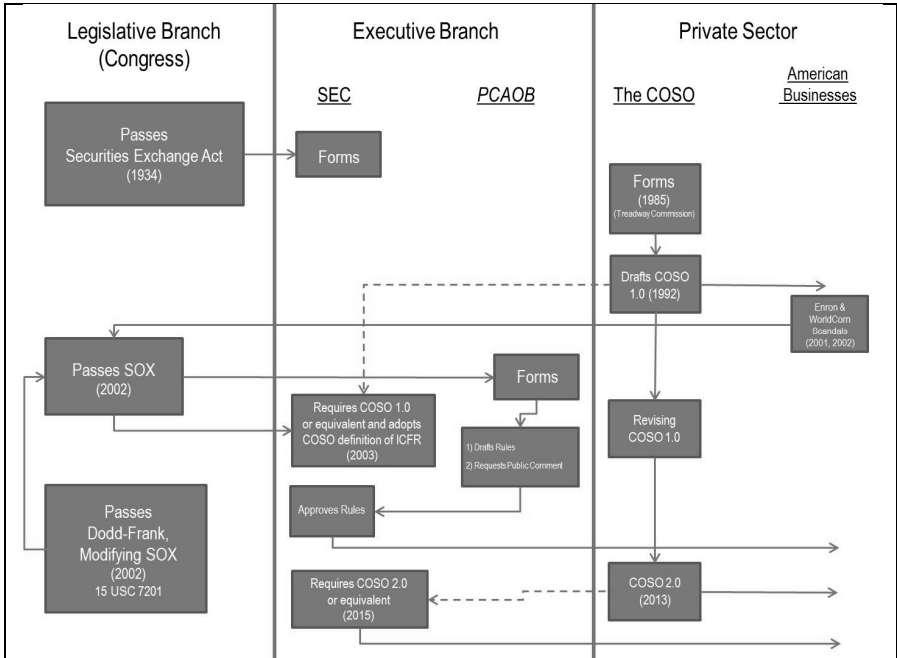 Legislative Branch
(Congress)
Executive Branch
Private Sector
SEC
PCAOB
The COSO
American
Businesses
Passes
Securities Exchange Act
(1934)
Forms
Forms
(1985)
(Treadway Commission)
Drafts COSO
1.0 (1992)
Enron &
WorldCom
Scandals
(2001, 2002)
Passes SOX
(2002)
Forms
Requires COSO 1.0
or equivalent and adopts
COSO definition of ICFR
(2003)
1) Drafts Rules
2) Requests Public Comment
Revising
COSO 1.0
Approves Rules
Passes
Dodd-Frank,
Modifying SOX
(2002)
15 USC 7201
Requires COSO 2.0
or equivalent
(2015)
COSO 2.0
(2013)